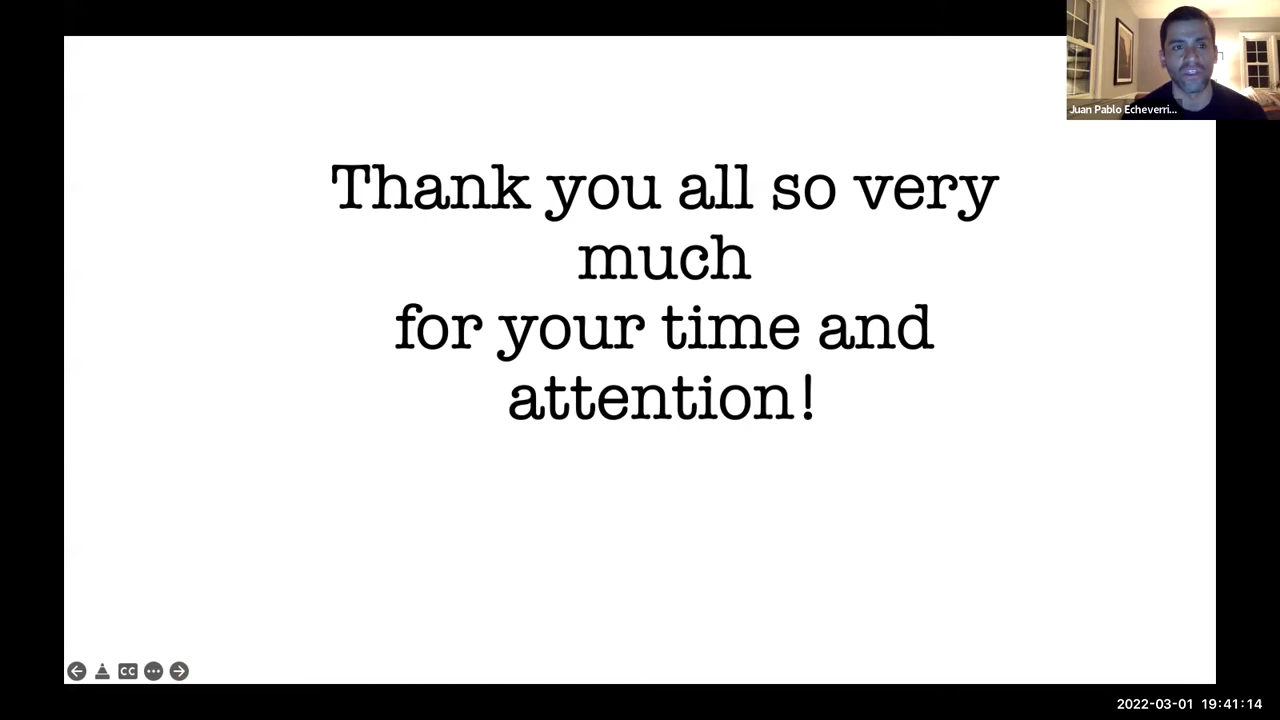 Juan Pablo Echeverri...
Thank you all so very
much
for your time and
attention!
CC
2022-03-01 19:41:14